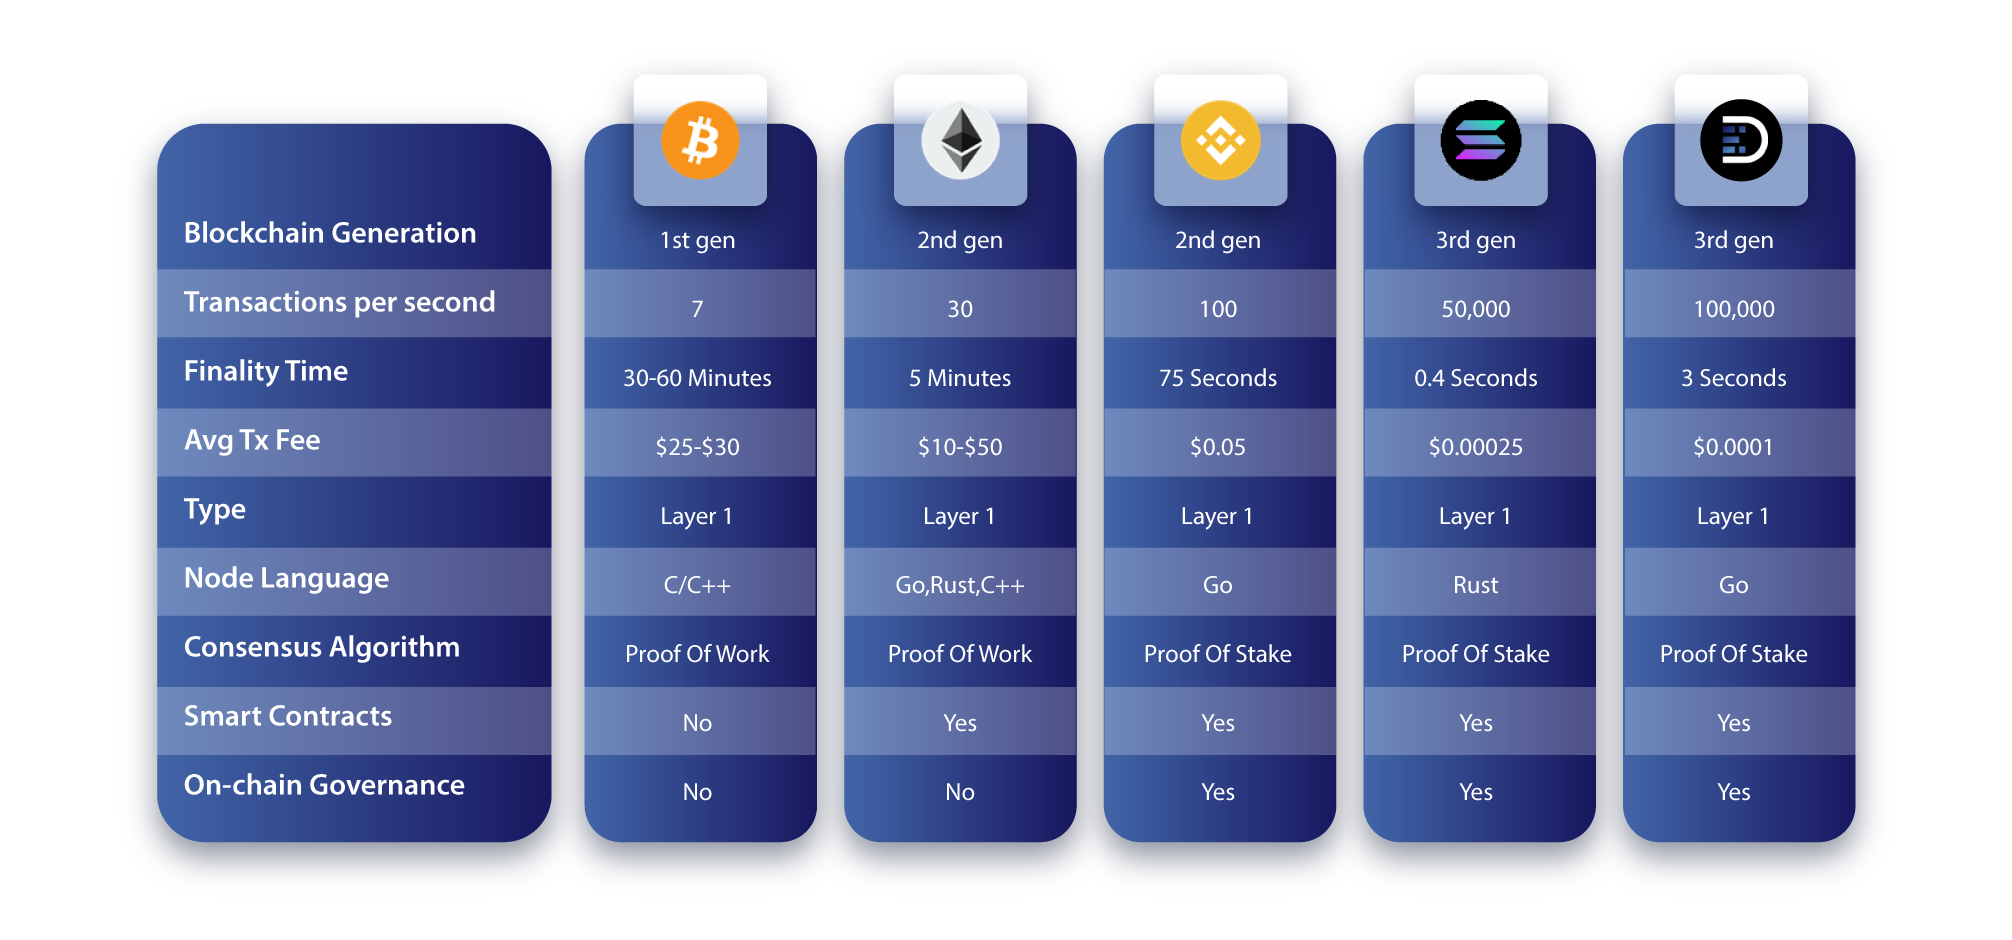 Blockchain Generation 1st gen 2nd gen 2nd gen 3rd gen 3rd gen
Transactions per second 7 30 100 50,000 100,000
Finality Time 30-60 Minutes 5 Minutes 75 Seconds 0.4 Seconds 3 Seconds
Avg Tx Fee $25-$30 $10-$50 $0.05 $0.00025 $0.0001
Type Layer 1 Layer 1 Layer 1 Layer 1 Layer 1
Node Language C/C++ Go,Rust,C++ Go Rust Go
Consensus Algorithm Proof Of Work Proof Of Work Proof Of Stake Proof Of Stake Proof Of Stake
Smart Contracts No Yes Yes Yes Yes
On-chain Governance No No Yes Yes Yes